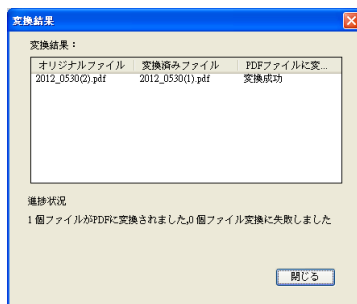 変換結果
変換結果：
オリジナルファイル 変換済みファイル PDFファイルに変...
2012_0530(2).pdf 2012_0530(1).pdf 変換成功
進捗状況
1 個ファイルがPDFに変換されました,0 個ファイル変換に失敗しました
閉じる